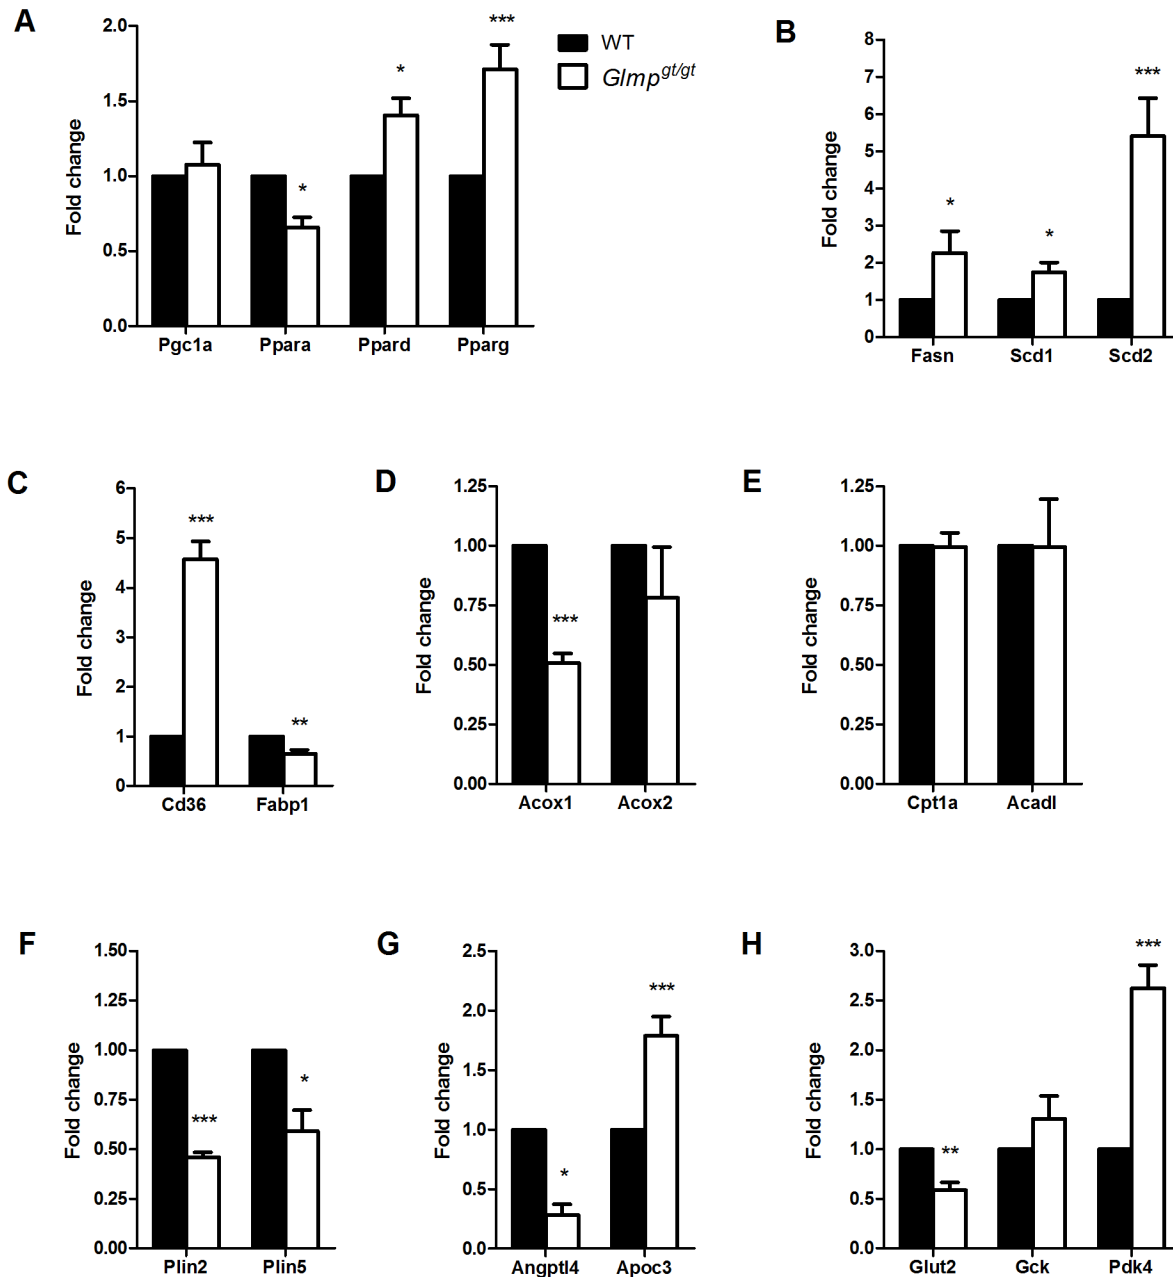 A
2.0
1.5
1.0
0.5
0.0
Fold change
* * ***
Pgc1a Ppara Ppard Pparg
WT
Glmp^gt/gt
B
8
7
6
5
4
3
2
1
0
Fold change
* * ***
Fasn Scd1 Scd2
C
6
5
4
3
2
1
0
Fold change
*** **
Cd36 Fabp1
D
1.25
1.00
0.75
0.50
0.25
0.00
Fold change
***
Acox1 Acox2
E
1.25
1.00
0.75
0.50
0.25
0.00
Fold change
Cpt1a Acadl
F
1.50
1.00
0.75
0.50
0.25
0.00
Fold change
*** *
Plin2 Plin5
G
2.5
2.0
1.5
1.0
0.5
0.0
Fold change
* ***
Angptl4 Apoc3
H
3.0
2.5
2.0
1.5
1.0
0.5
0.0
Fold change
** ***
Glut2 Gck Pdk4